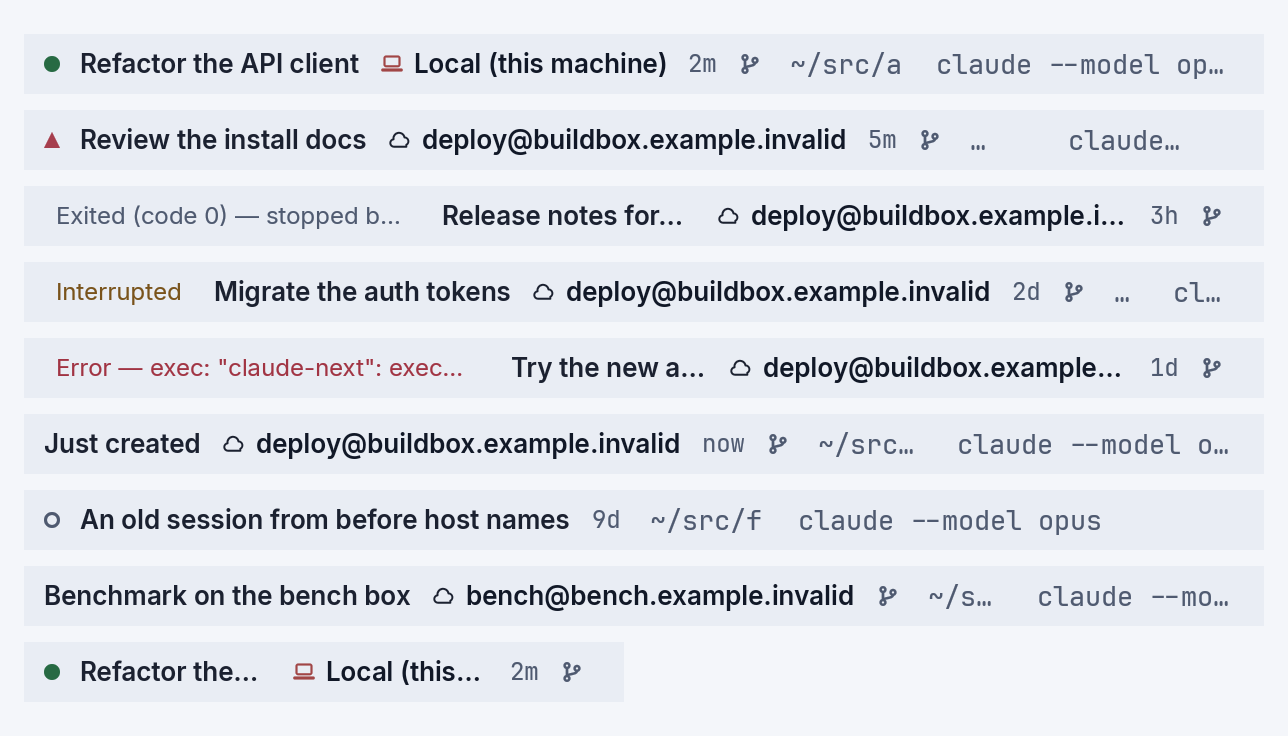 Refactor the API client Local (this machine) 2m ~/src/a claude --model op…
Review the install docs deploy@buildbox.example.invalid 5m … claude…
Exited (code 0) — stopped b… Release notes for… deploy@buildbox.example.i… 3h
Interrupted Migrate the auth tokens deploy@buildbox.example.invalid 2d … cl…
Error — exec: "claude-next": exec… Try the new a… deploy@buildbox.example… 1d
Just created deploy@buildbox.example.invalid now ~/src… claude --model o…
An old session from before host names 9d ~/src/f claude --model opus
Benchmark on the bench box bench@bench.example.invalid ~/s… claude --mo…
Refactor the… Local (this… 2m